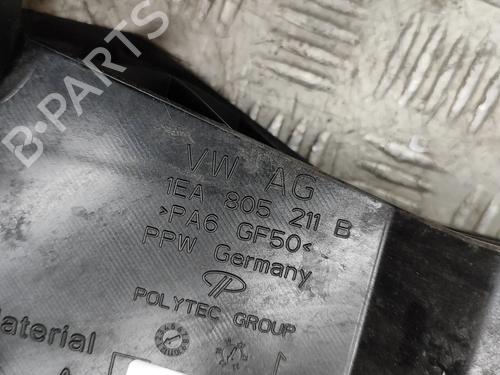 B-PARTS
VW AG
1EA 805 211 B
>PA6 GF50<
PPW Germany
POLYTEC GROUP
aterial